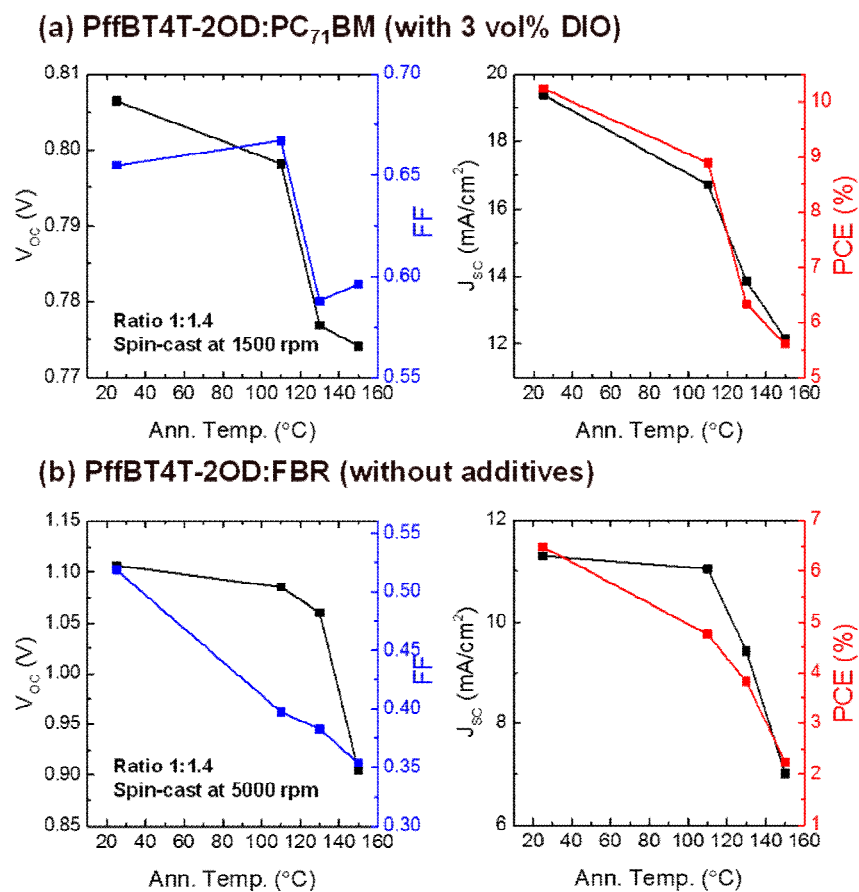 (a) PffBT4T-2OD:PC71BM (with 3 vol% DIO)
0.81
0.80
0.79
0.78
0.77
VOC (V)
0.70
0.65
0.60
0.55
FF
Ratio 1:1.4
Spin-cast at 1500 rpm
20 40 60 80 100 120 140 160
Ann. Temp. (°C)
20
18
16
14
12
JSC (mA/cm2)
10
9
8
7
6
5
PCE (%)
20 40 60 80 100 120 140 160
Ann. Temp. (°C)
(b) PffBT4T-2OD:FBR (without additives)
1.15
1.10
1.05
1.00
0.95
0.90
0.85
VOC (V)
0.55
0.50
0.45
0.40
0.35
0.30
FF
Ratio 1:1.4
Spin-cast at 5000 rpm
20 40 60 80 100 120 140 160
Ann. Temp. (°C)
12
10
8
6
JSC (mA/cm2)
7
6
5
4
3
2
1
PCE (%)
20 40 60 80 100 120 140 160
Ann. Temp. (°C)